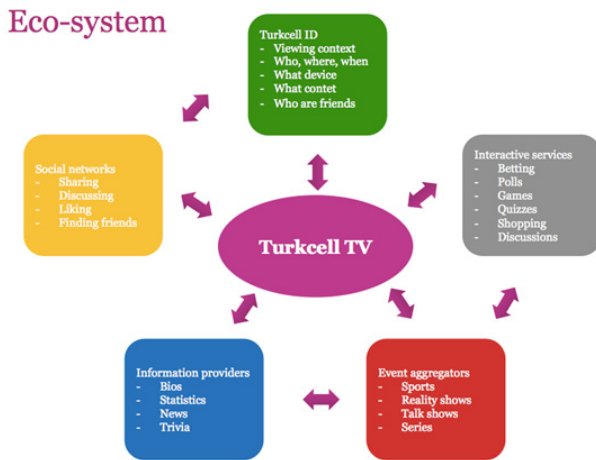 Eco-system
Turkcell ID
- Viewing context
- Who, where, when
- What device
- What contet
- Who are friends
Social networks
- Sharing
- Discussing
- Liking
- Finding friends
Interactive services
- Betting
- Polls
- Games
- Quizzes
- Shopping
- Discussions
Turkcell TV
Information providers
- Bios
- Statistics
- News
- Trivia
Event aggregators
- Sports
- Reality shows
- Talk shows
- Series